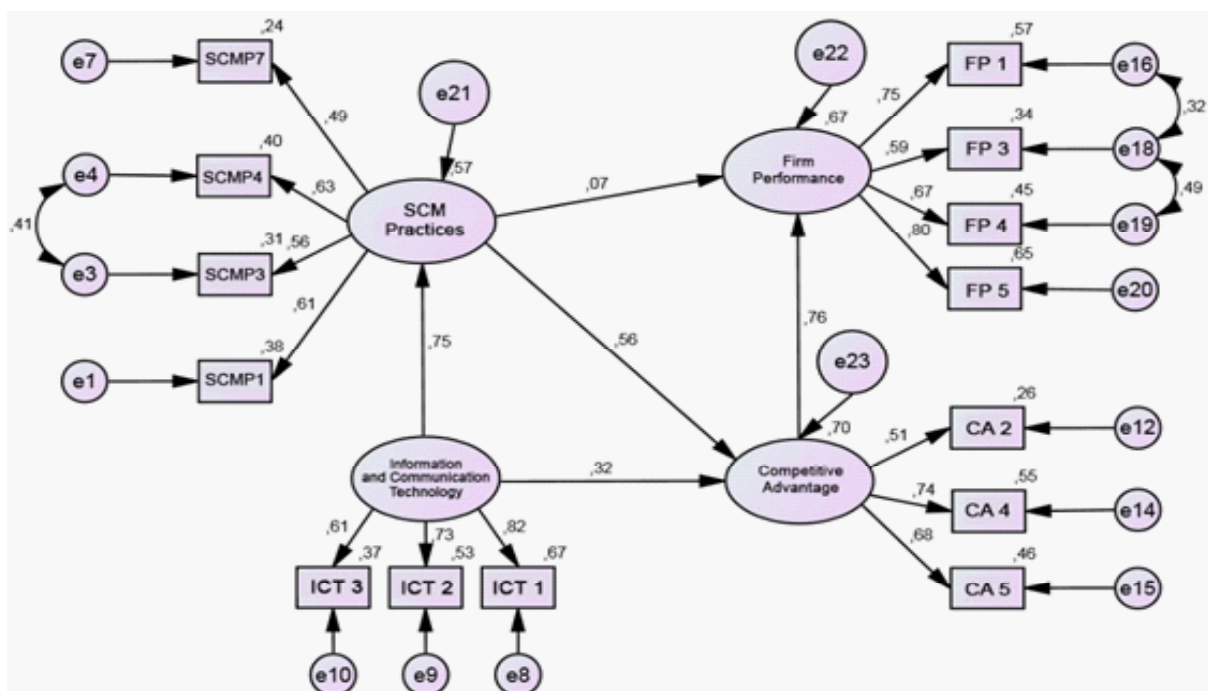 ,24
e7
SCMP7
,49
e21
,40
e4
SCMP4
,63
,57
SCM
Practices
,41
,31
,56
e3
SCMP3
,61
,38
e1
SCMP1
,75
,07
,56
e22
,67
Firm
Performance
,75
,57
FP 1
e16
,32
,59
,34
FP 3
e18
,67
,45
FP 4
e19
,49
,80
,65
FP 5
e20
,76
e23
,70
Competitive
Advantage
,51
,26
CA 2
e12
,74
,55
CA 4
e14
,68
,46
CA 5
e15
Information
and Communication
Technology
,32
,61
,37
,73
,53
,82
,67
ICT 3
ICT 2
ICT 1
e10
e9
e8